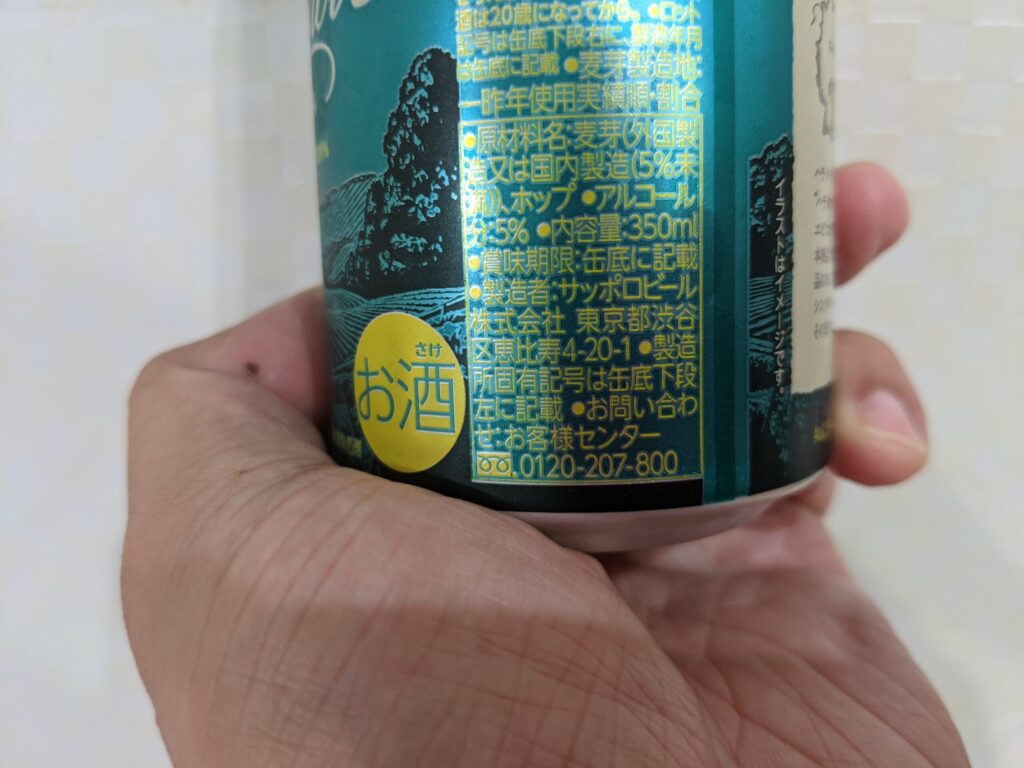 酒は20歳になってから。●ロット
記号は缶底下段右に、製造年月
は缶底に記載 ●麦芽製造地:
一昨年使用実績順・割合
●原材料名:麦芽(外国製
造又は国内製造(5%未
満))、ホップ ●アルコール
分:5% ●内容量:350ml
●賞味期限:缶底に記載
●製造者:サッポロビール
株式会社 東京都渋谷
区恵比寿4-20-1 ●製造
所固有記号は缶底下段
左に記載 ●お問い合わ
せ:お客様センター
0120-207-800
さけ
お酒
イラストはイメージです。